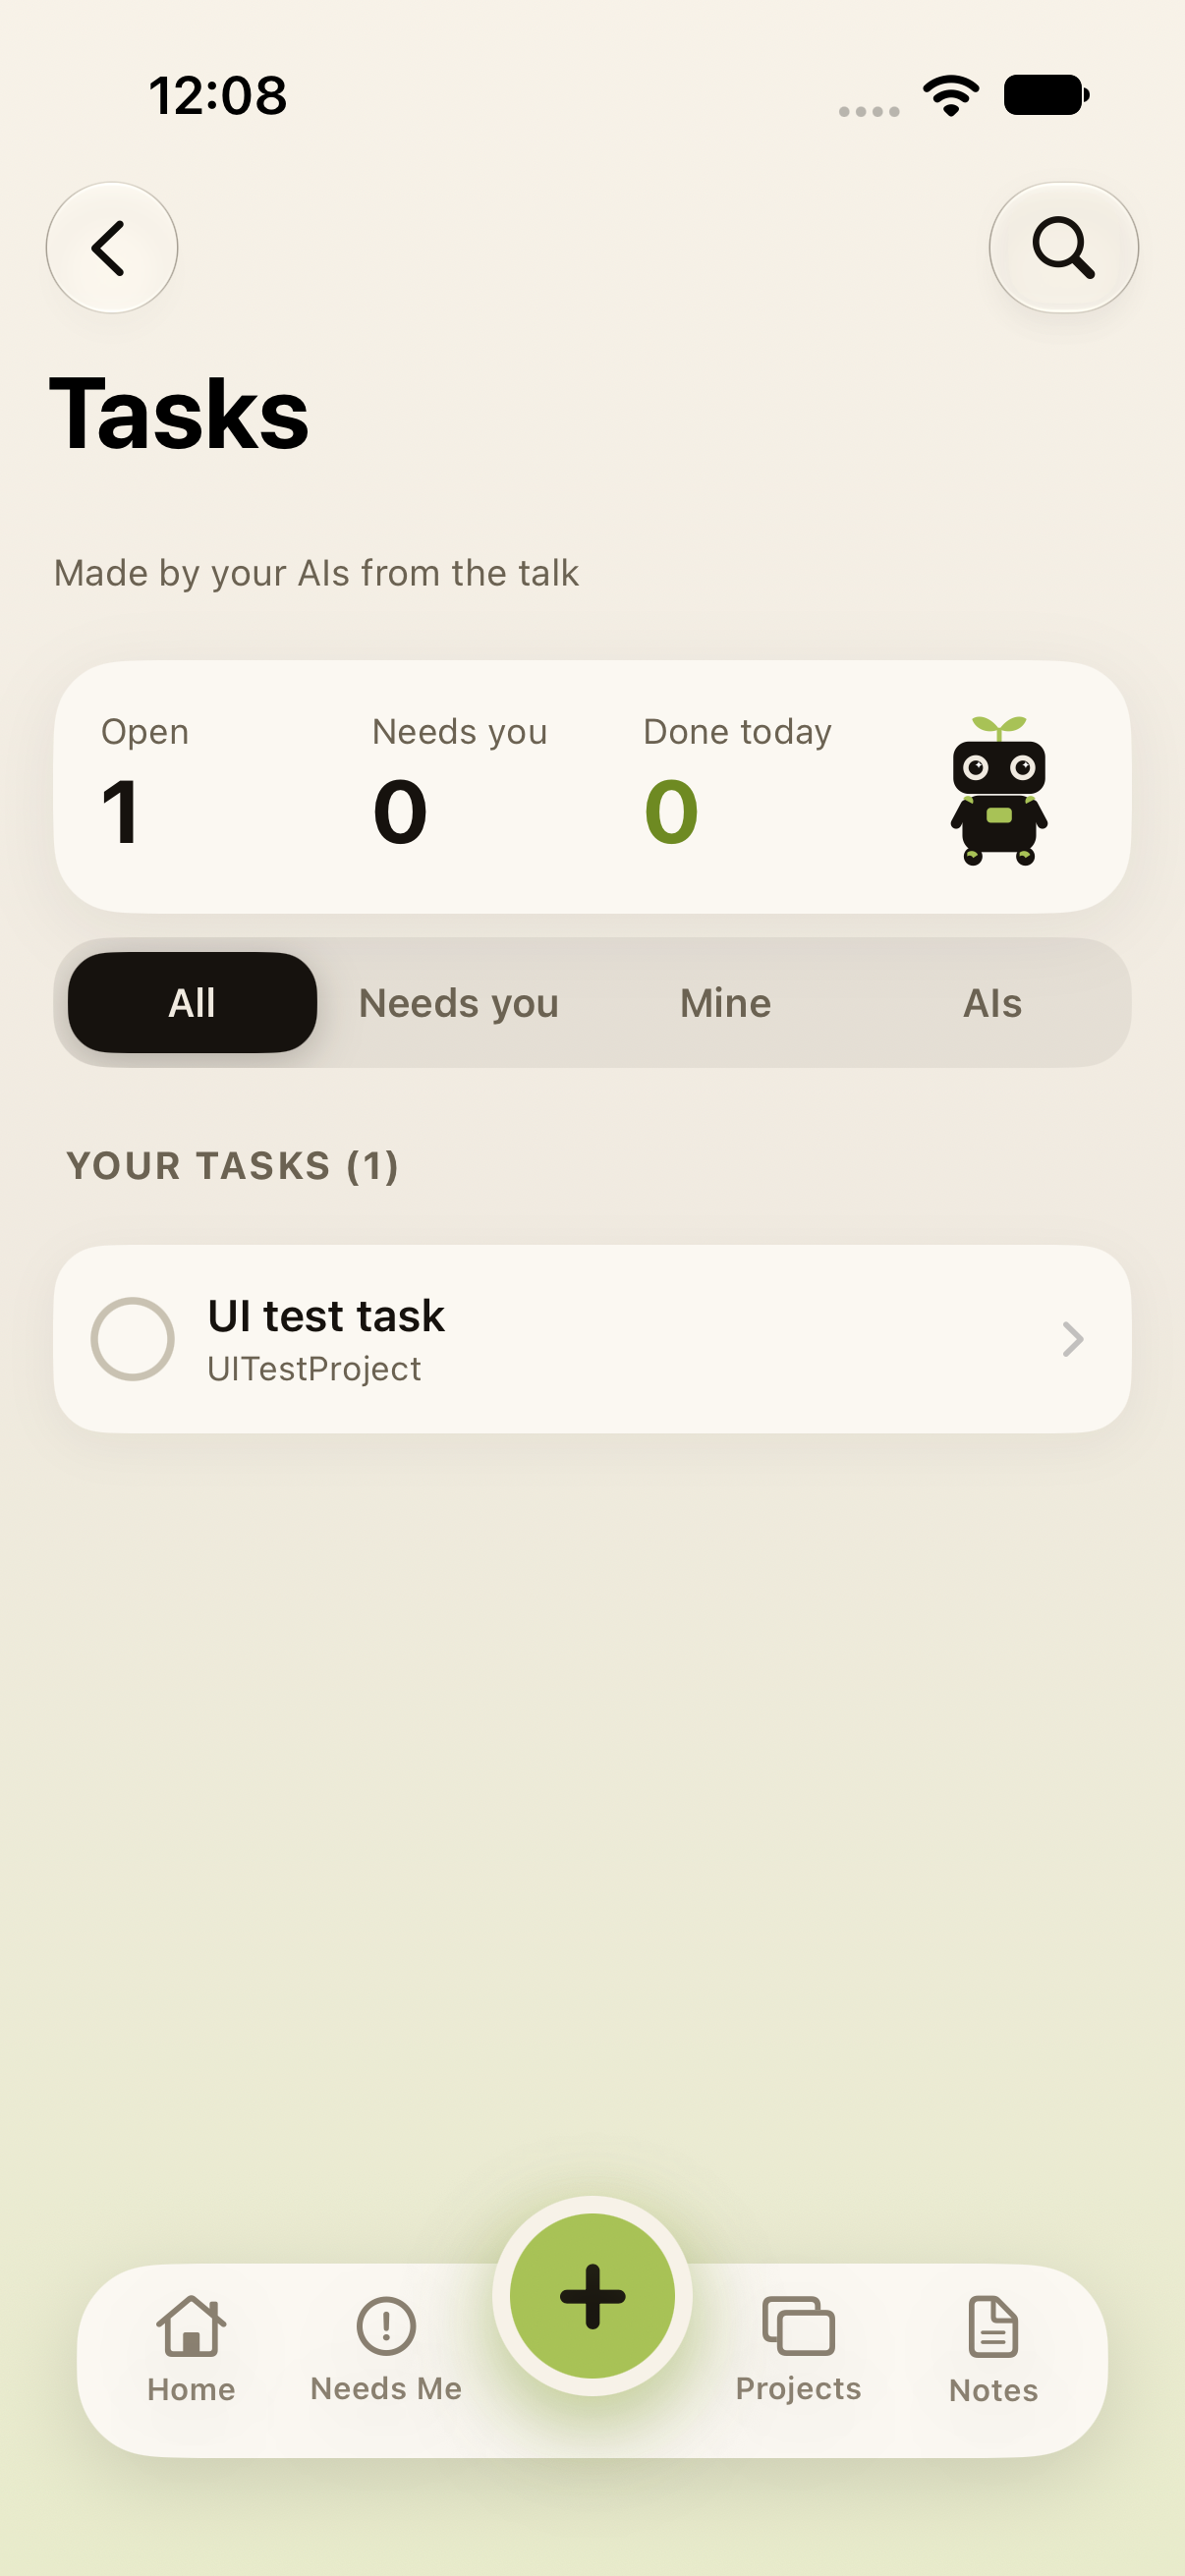 12:08
Tasks
Made by your AIs from the talk
Open Needs you Done today
1 0 0
All Needs you Mine AIs
YOUR TASKS (1)
UI test task
UITestProject
Home Needs Me Projects Notes